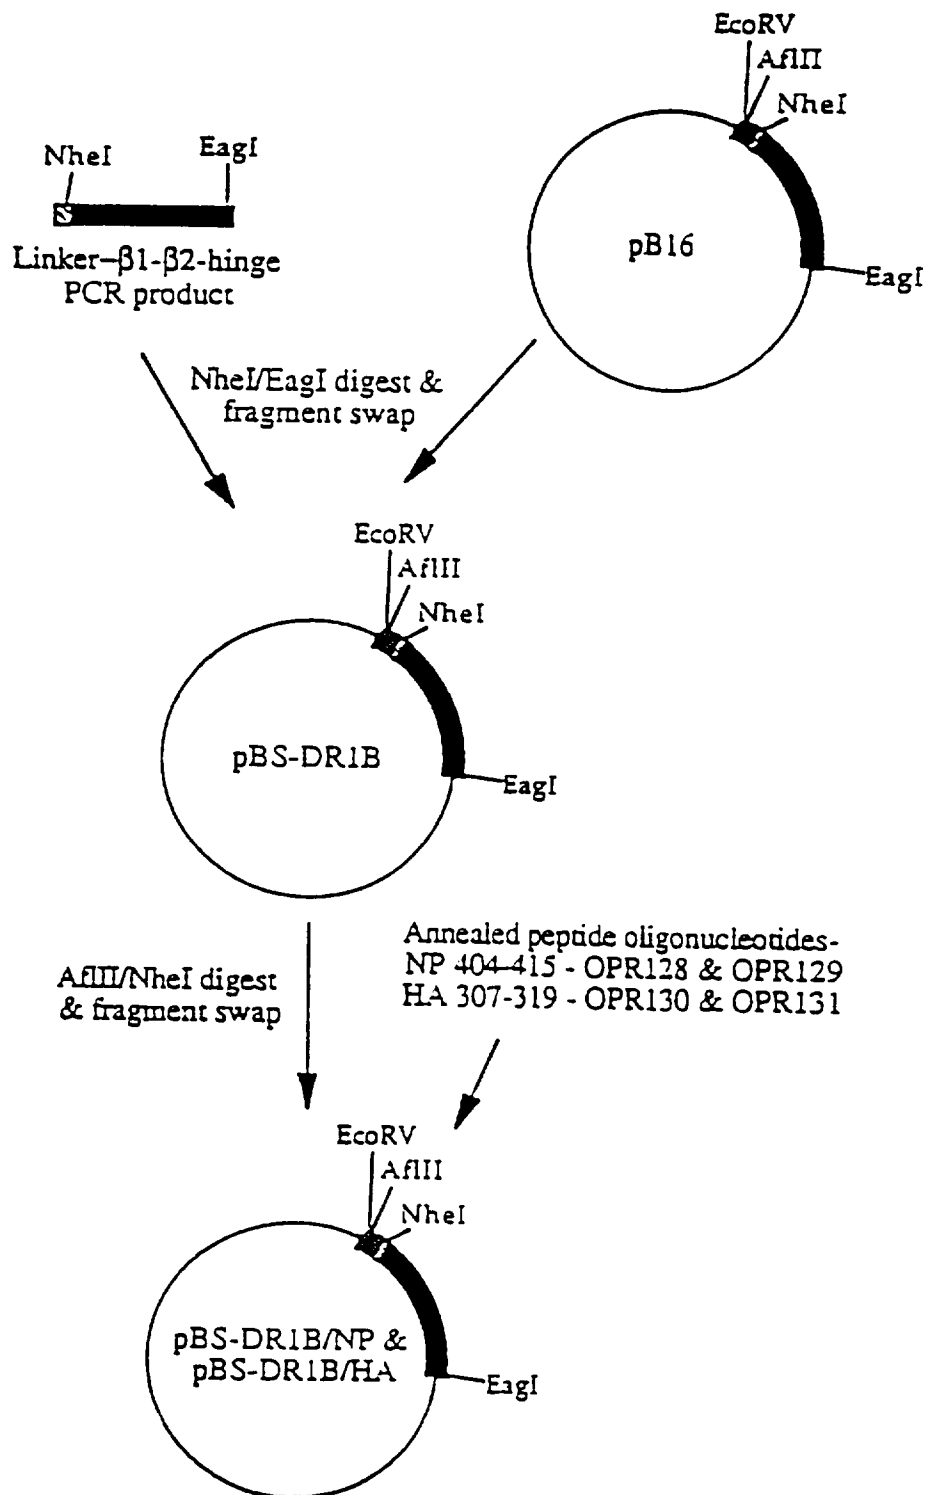 EcoRV
AflII
NheI
NheI
EagI
pB16
Linker–β1-β2-hinge
PCR product
EagI
NheI/EagI digest &
fragment swap
EcoRV
AflII
NheI
pBS-DR1B
EagI
Annealed peptide oligonucleotides-
NP 404-415 - OPR128 & OPR129
HA 307-319 - OPR130 & OPR131
AflII/NheI digest
& fragment swap
EcoRV
AflII
NheI
pBS-DR1B/NP &
pBS-DR1B/HA
EagI